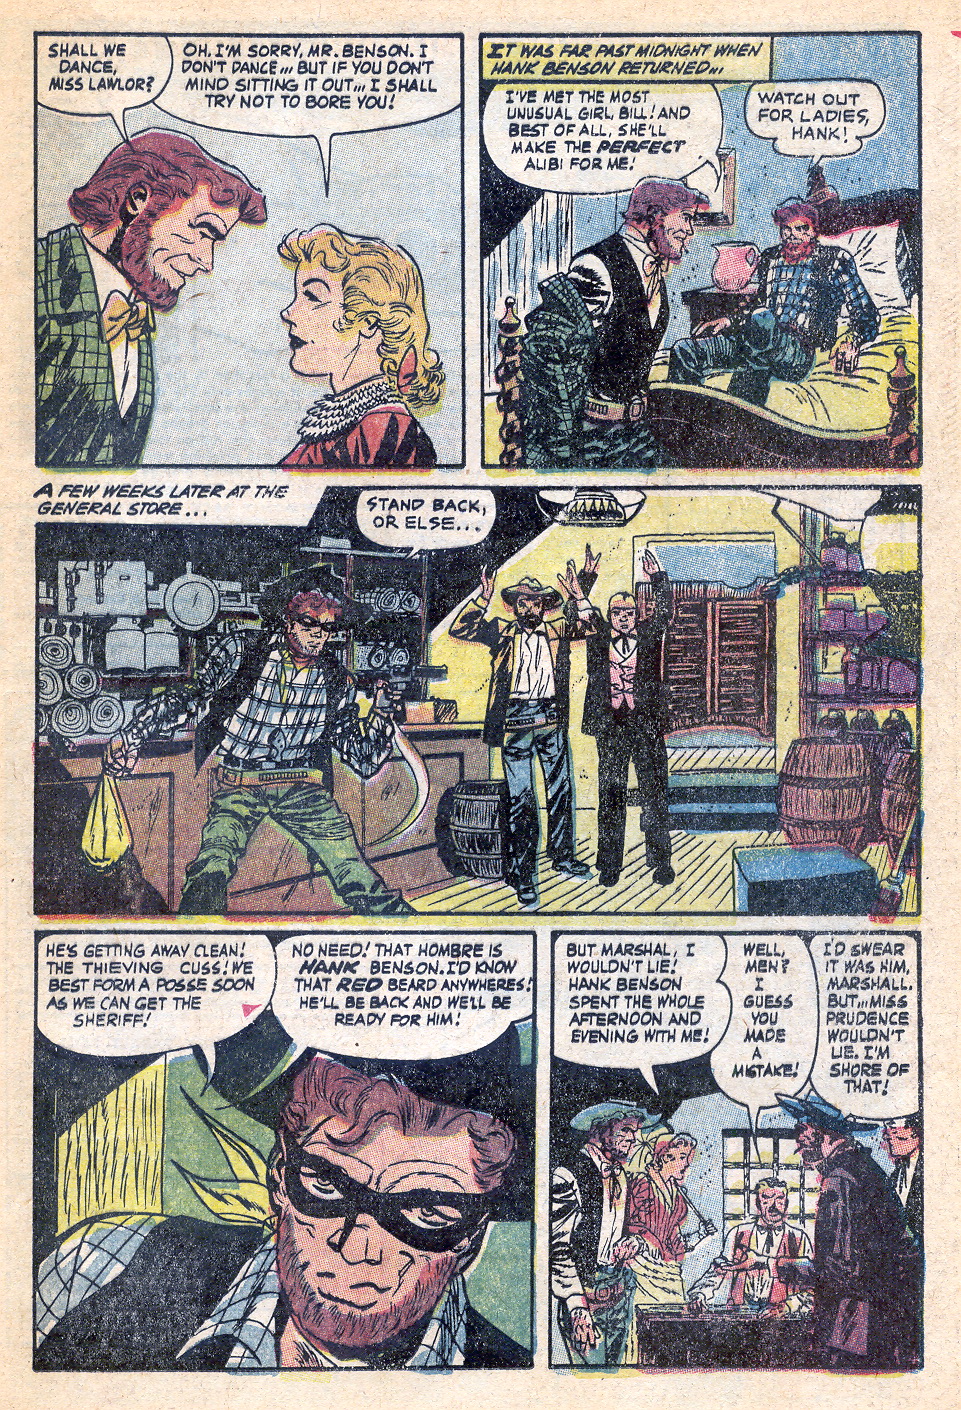 SHALL WE
DANCE,
MISS LAWLOR?
OH, I'M SORRY, MR. BENSON. I
DON'T DANCE... BUT IF YOU DON'T
MIND SITTING IT OUT... I SHALL
TRY NOT TO BORE YOU!
IT WAS FAR PAST MIDNIGHT WHEN
HANK BENSON RETURNED...
I'VE MET THE MOST
UNUSUAL GIRL, BILL! AND
BEST OF ALL, SHE'LL
MAKE THE PERFECT
ALIBI FOR ME!
WATCH OUT
FOR LADIES,
HANK!
A FEW WEEKS LATER AT THE
GENERAL STORE...
STAND BACK,
OR ELSE...
HE'S GETTING AWAY CLEAN!
THE THIEVING CUSS! WE
BEST FORM A POSSE SOON
AS WE CAN GET THE
SHERIFF!
NO NEED! THAT HOMBRE IS
HANK BENSON. I'D KNOW
THAT RED BEARD ANYWHERES!
HE'LL BE BACK AND WE'LL BE
READY FOR HIM!
BUT MARSHAL, I
WOULDN'T LIE!
HANK BENSON
SPENT THE WHOLE
AFTERNOON AND
EVENING WITH ME!
WELL,
MEN?
I
GUESS
YOU
MADE
A
MISTAKE!
I'D SWEAR
IT WAS HIM,
MARSHALL.
BUT... MISS
PRUDENCE
WOULDN'T
LIE. I'M
SHORE OF
THAT!